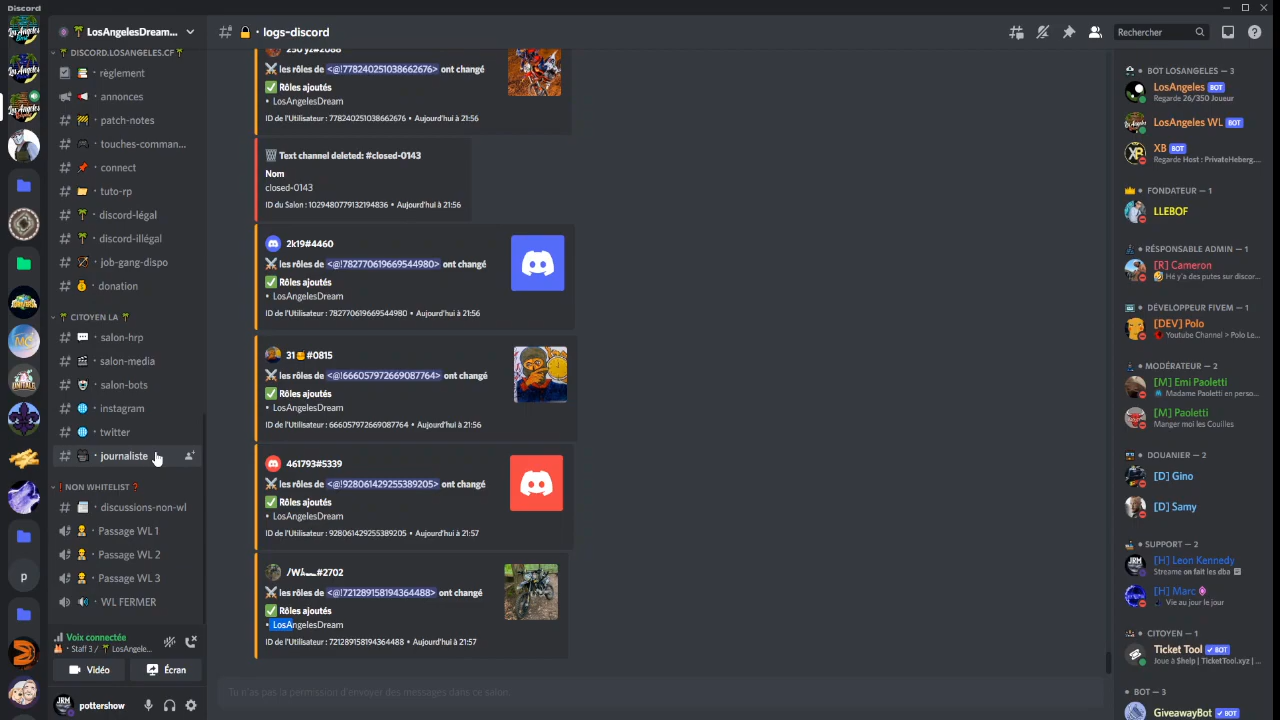 Discord
LosAngelesDream...
logs-discord
Rechercher
DISCORD.LOSANGELES.CF
règlement
annonces
patch-notes
touches-comman...
connect
tuto-rp
discord-légal
discord-illégal
job-gang-dispo
donation
CITOYEN LA
salon-hrp
salon-media
salon-bots
instagram
twitter
journaliste
NON WHITELIST
discussions-non-wl
Passage WL 1
Passage WL 2
Passage WL 3
WL FERMER
Voix connectée
Staff 3 / LosAngele...
Vidéo
Écran
pottershow
les rôles de <@!778240251038662676> ont changé
Rôles ajoutés
• LosAngelesDream
ID de l'Utilisateur : 778240251038662676 • Aujourd'hui à 21:56
Text channel deleted: #closed-0143
Nom
closed-0143
ID du Salon : 1029480779132194836 • Aujourd'hui à 21:56
2k19#4460
les rôles de <@!782770619669544980> ont changé
Rôles ajoutés
• LosAngelesDream
ID de l'Utilisateur : 782770619669544980 • Aujourd'hui à 21:56
31#0815
les rôles de <@!666057972669087764> ont changé
Rôles ajoutés
• LosAngelesDream
ID de l'Utilisateur : 666057972669087764 • Aujourd'hui à 21:56
461793#5339
les rôles de <@!928061429255389205> ont changé
Rôles ajoutés
• LosAngelesDream
ID de l'Utilisateur : 928061429255389205 • Aujourd'hui à 21:57
#2702
les rôles de <@!721289158194364488> ont changé
Rôles ajoutés
• LosAngelesDream
ID de l'Utilisateur : 721289158194364488 • Aujourd'hui à 21:57
Tu n'as pas la permission d'envoyer des messages dans ce salon.
BOT LOSANGELES — 3
LosAngeles BOT
Regarde 26/350 Joueur
LosAngeles WL BOT
XB BOT
Regarde Host : PrivateHeberg...
FONDATEUR — 1
LLEBOF
RÉSPONSABLE ADMIN — 1
[R] Cameron
Hé y'a des putes sur discor...
DÉVELOPPEUR FIVEM — 1
[DEV] Polo
Youtube Channel > Polo Le...
MODÉRATEUR — 2
[M] Emi Paoletti
Madame Paoletti en perso...
[M] Paoletti
Manger moi les Couilles
DOUANIER — 2
[D] Gino
[D] Samy
SUPPORT — 2
[H] Leon Kennedy
Streame on fait les dba
[H] Marc
Vie au jour le jour
CITOYEN — 1
Ticket Tool BOT
Joue à $help | TicketTool.xyz | ...
BOT — 3
GiveawayBot BOT